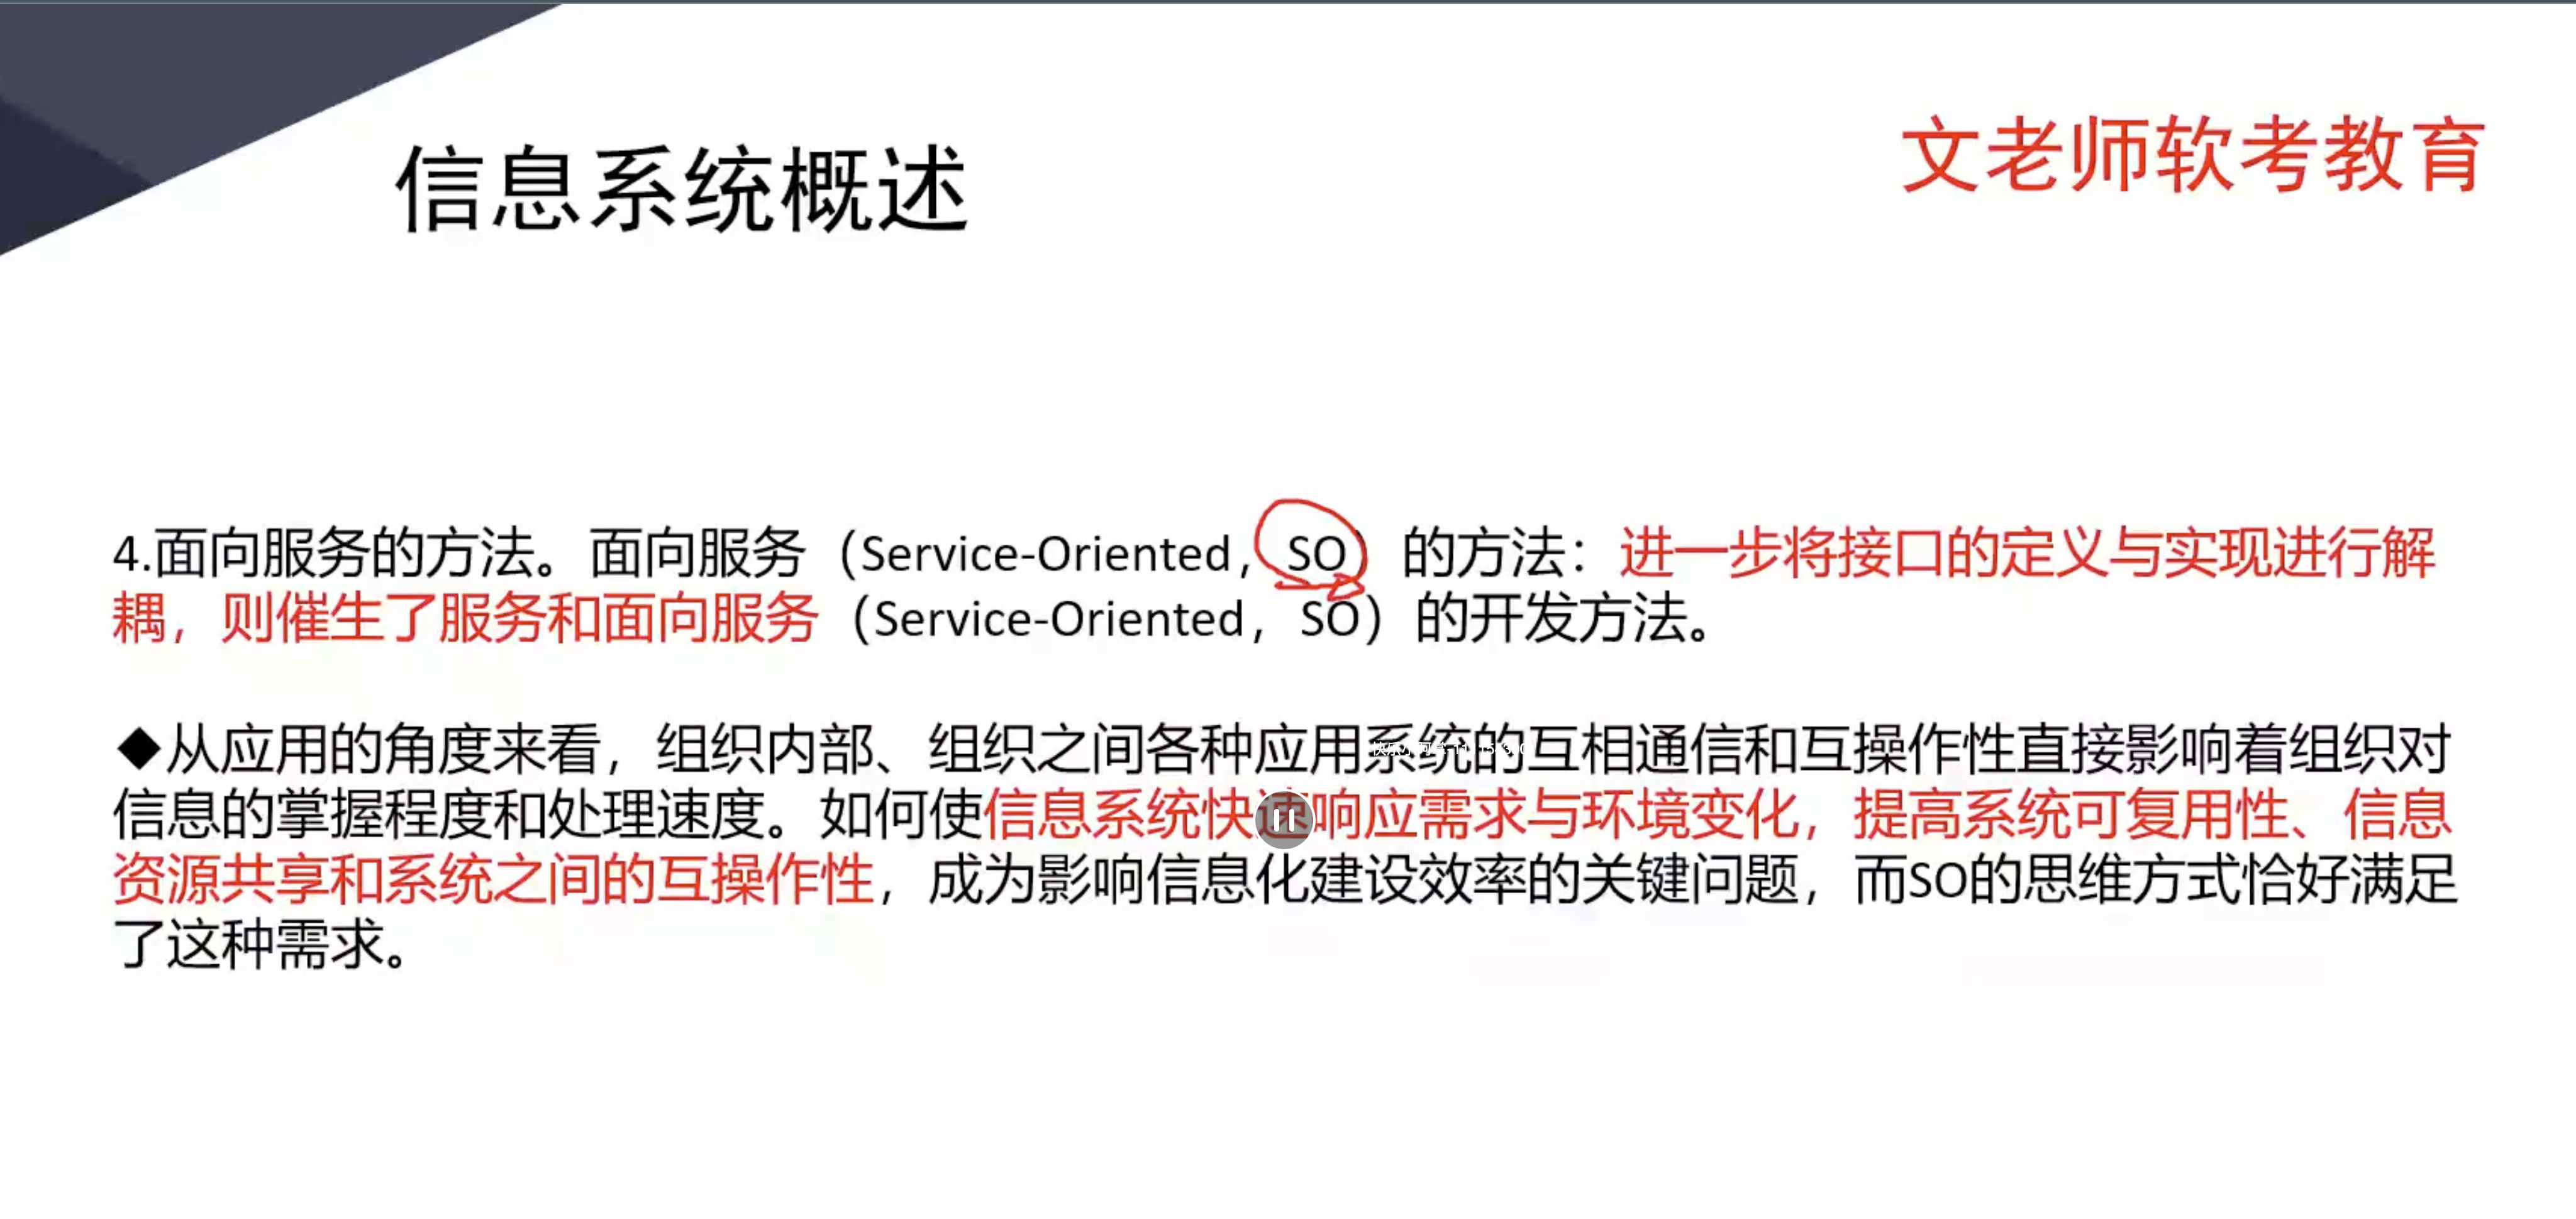 信息系统概述
文老师软考教育
4.面向服务的方法。面向服务（Service-Oriented，SO）的方法：进一步将接口的定义与实现进行解
耦，则催生了服务和面向服务（Service-Oriented，SO）的开发方法。
◆从应用的角度来看，组织内部、组织之间各种应用系统的互相通信和互操作性直接影响着组织对
信息的掌握程度和处理速度。如何使信息系统快速响应需求与环境变化，提高系统可复用性、信息
资源共享和系统之间的互操作性，成为影响信息化建设效率的关键问题，而SO的思维方式恰好满足
了这种需求。